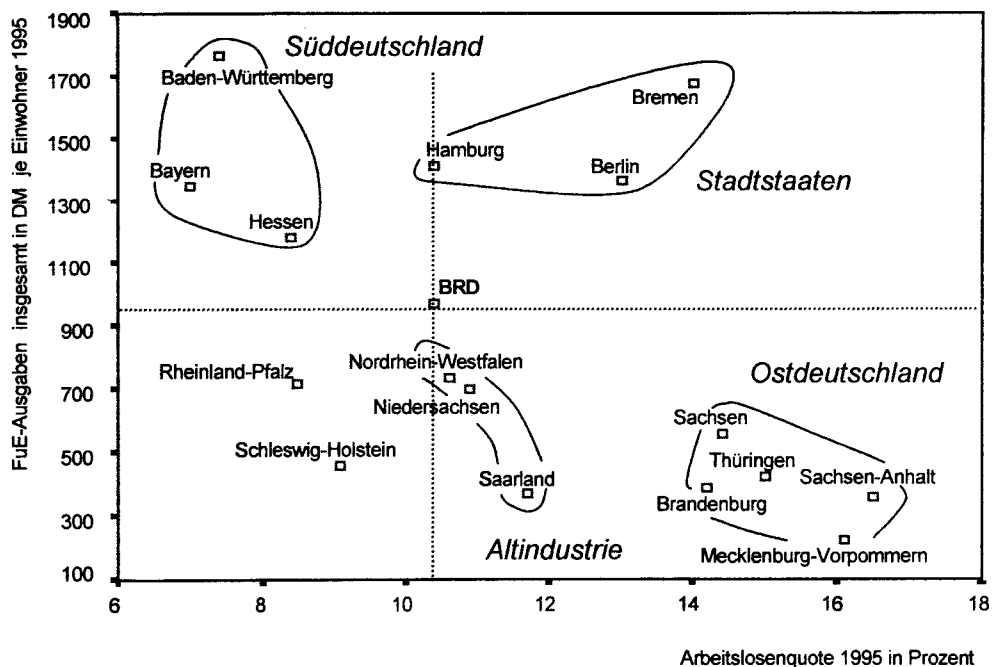 FuE-Ausgaben insgesamt in DM je Einwohner 1995
1900
1700
1500
1300
1100
900
700
500
300
100
Süddeutschland
Baden-Württemberg
Bayern
Hessen
Bremen
Hamburg
Berlin
Stadtstaaten
BRD
Rheinland-Pfalz
Nordrhein-Westfalen
Niedersachsen
Schleswig-Holstein
Saarland
Altindustrie
Ostdeutschland
Sachsen
Thüringen
Sachsen-Anhalt
Brandenburg
Mecklenburg-Vorpommern
6 8 10 12 14 16 18
Arbeitslosenquote 1995 in Prozent